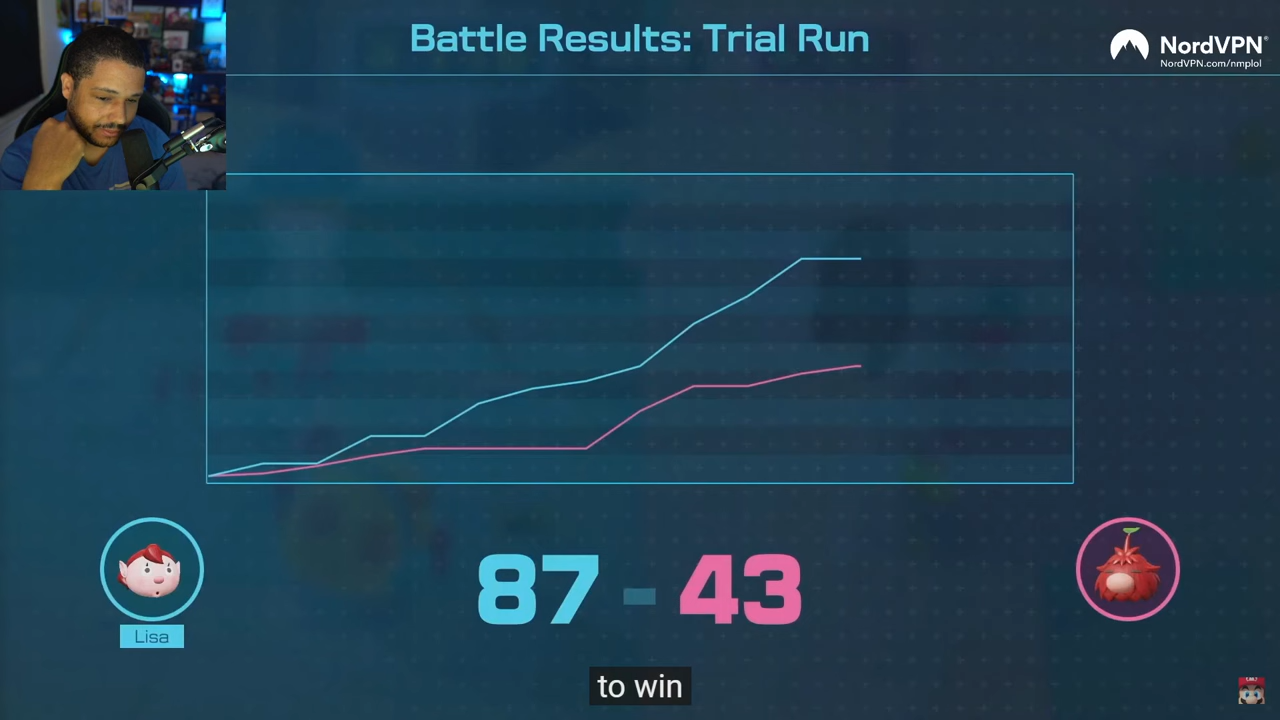 Battle Results: Trial Run
NordVPN®
NordVPN.com/nmplol
87 - 43
Lisa
to win